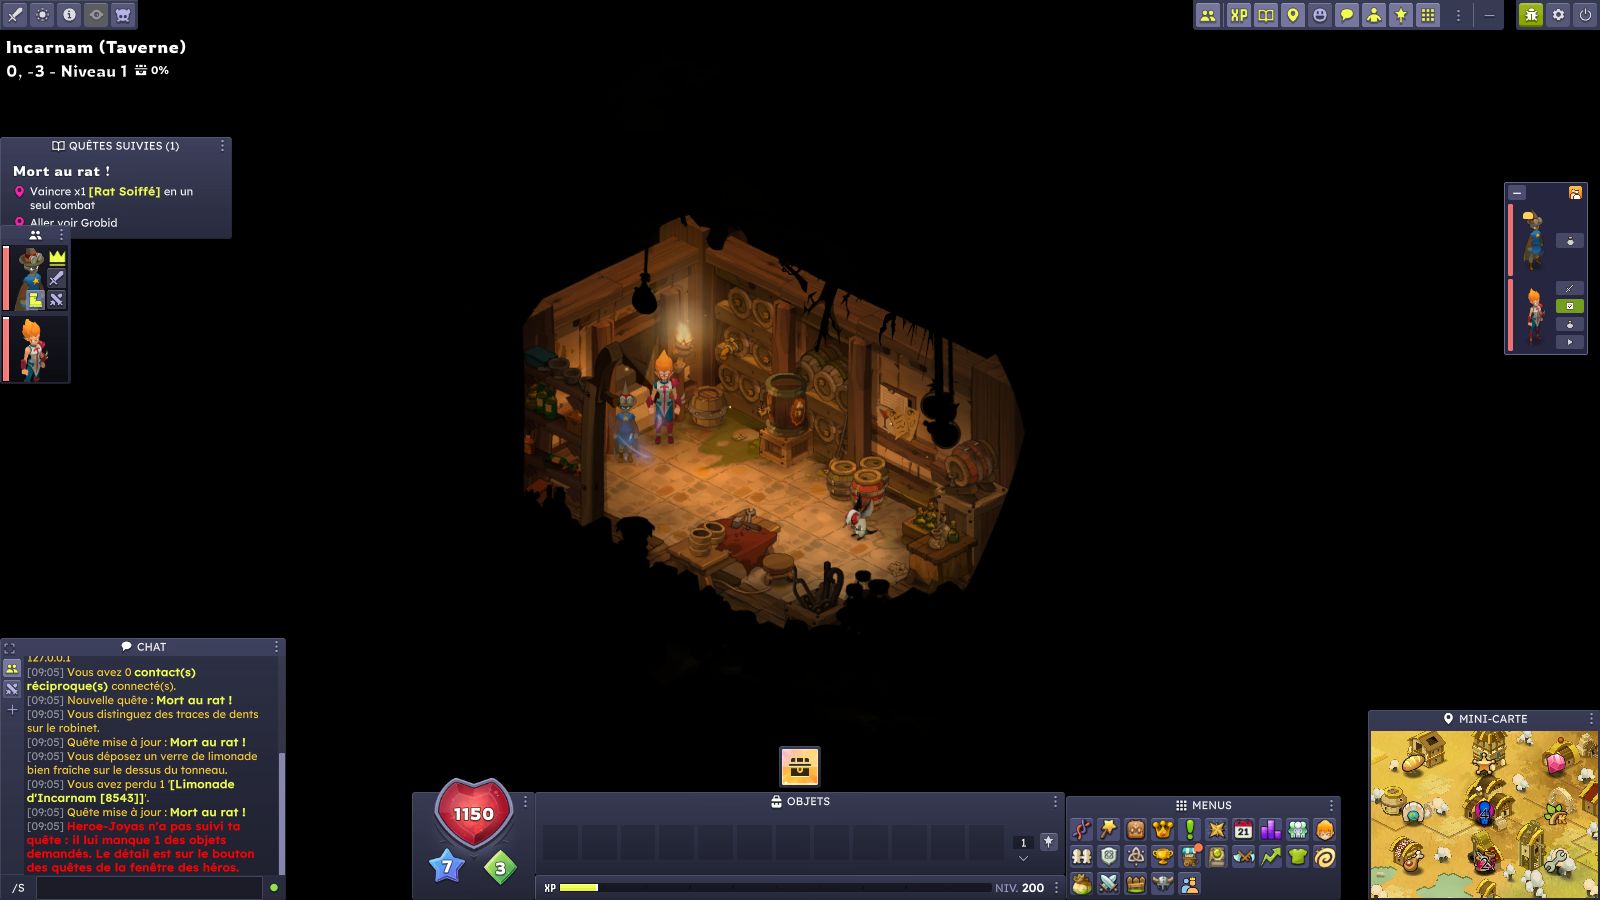 XP
Incarnam (Taverne)
0, -3 - Niveau 1 0%
QUÊTES SUIVIES (1)
Mort au rat !
Vaincre x1 [Rat Soiffé] en un
seul combat
Aller voir Grobid
CHAT
127.0.0.1
[09:05] Vous avez 0 contact(s)
réciproque(s) connecté(s).
[09:05] Nouvelle quête : Mort au rat !
[09:05] Vous distinguez des traces de dents
sur le robinet.
[09:05] Quête mise à jour : Mort au rat !
[09:05] Vous déposez un verre de limonade
bien fraîche sur le dessus du tonneau.
[09:05] Vous avez perdu 1 '[Limonade
d'Incarnam [8543]]'.
[09:05] Quête mise à jour : Mort au rat !
[09:05] Heroe-Joyas n'a pas suivi ta
quête : il lui manque 1 des objets
demandés. Le détail est sur le bouton
des quêtes de la fenêtre des héros.
/S
1150
7
3
OBJETS
1
XP
NIV. 200
MENUS
21
MINI-CARTE
4
2